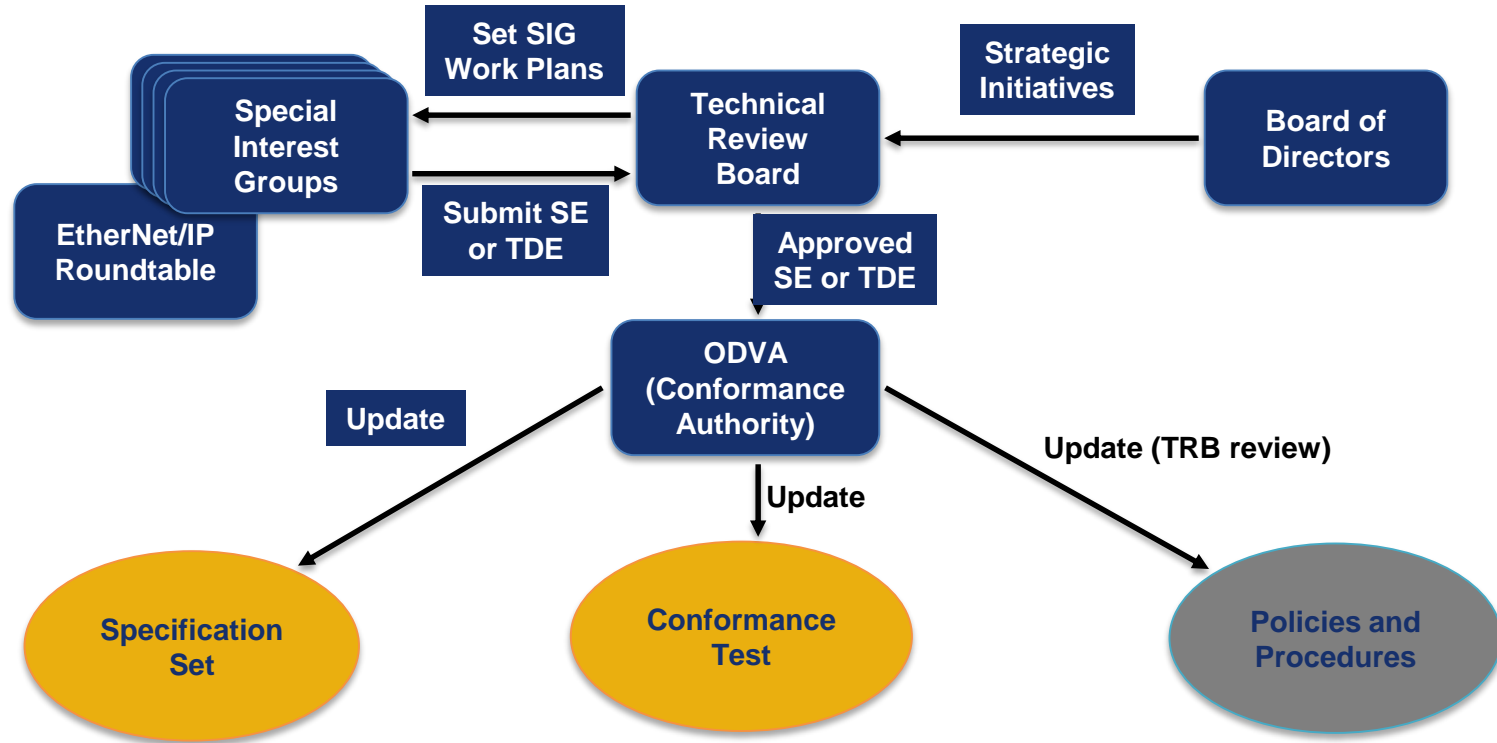 Set SIG
Work Plans
Strategic
Initiatives
Special
Interest
Groups
Technical
Review
Board
Board of
Directors
EtherNet/IP
Roundtable
Submit SE
or TDE
Approved
SE or TDE
ODVA
(Conformance
Authority)
Update
Update (TRB review)
Update
Specification
Set
Conformance
Test
Policies and
Procedures